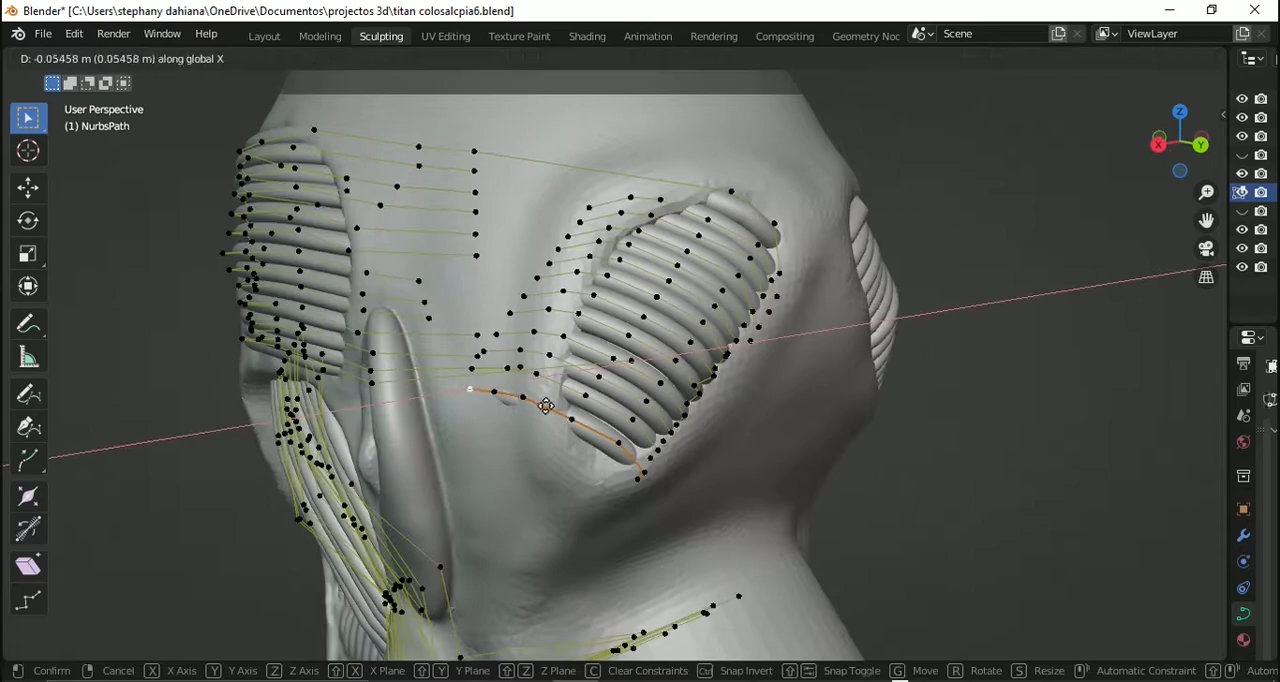 Blender* [C:\Users\stephany dahiana\OneDrive\Documentos\projectos 3d\titan colosalcpia6.blend]
File Edit Render Window Help Layout Modeling Sculpting UV Editing Texture Paint Shading Animation Rendering Compositing Geometry Noc Scene ViewLayer
D: -0.05458 m (0.05458 m) along global X
User Perspective
(1) NurbsPath
Z
X Y
Confirm Cancel X X Axis Y Y Axis Z Z Axis X X Plane Y Y Plane Z Z Plane C Clear Constraints Ctrl Snap Invert Snap Toggle G Move R Rotate S Resize Automatic Constraint Autom